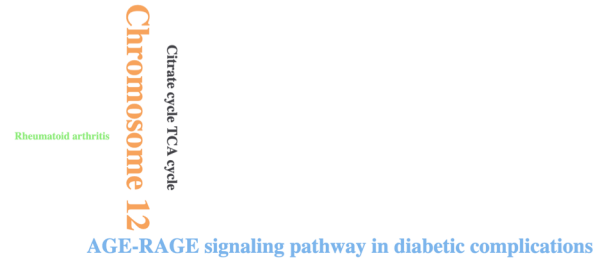 Chromosome 12
Citrate cycle TCA cycle
Rheumatoid arthritis
AGE-RAGE signaling pathway in diabetic complications